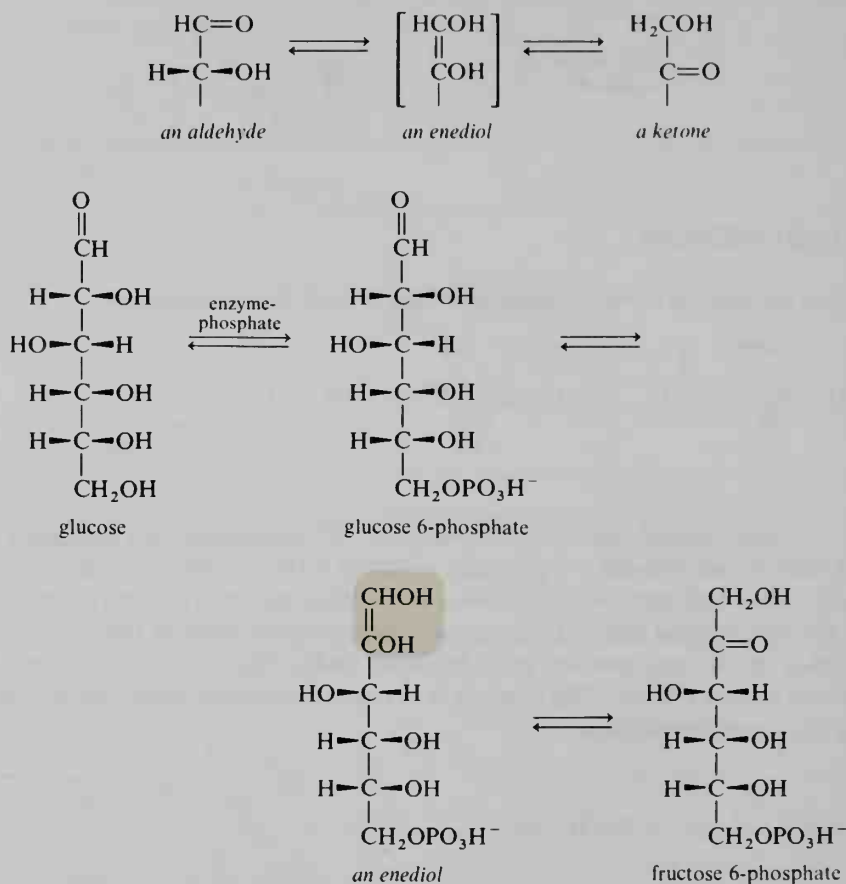 HC=O ⇌ [HCOH ⇌ H₂COH
H—C—OH COH] C=O
an aldehyde an enediol a ketone
O O
CH CH
H—C—OH enzyme-phosphate H—C—OH
HO—C—H ⇌ HO—C—H ⇌
H—C—OH H—C—OH
H—C—OH H—C—OH
CH₂OH CH₂OPO₃H⁻
glucose glucose 6-phosphate
CHOH CH₂OH
COH C=O
HO—C—H HO—C—H
H—C—OH ⇌ H—C—OH
H—C—OH H—C—OH
CH₂OPO₃H⁻ CH₂OPO₃H⁻
an enediol fructose 6-phosphate